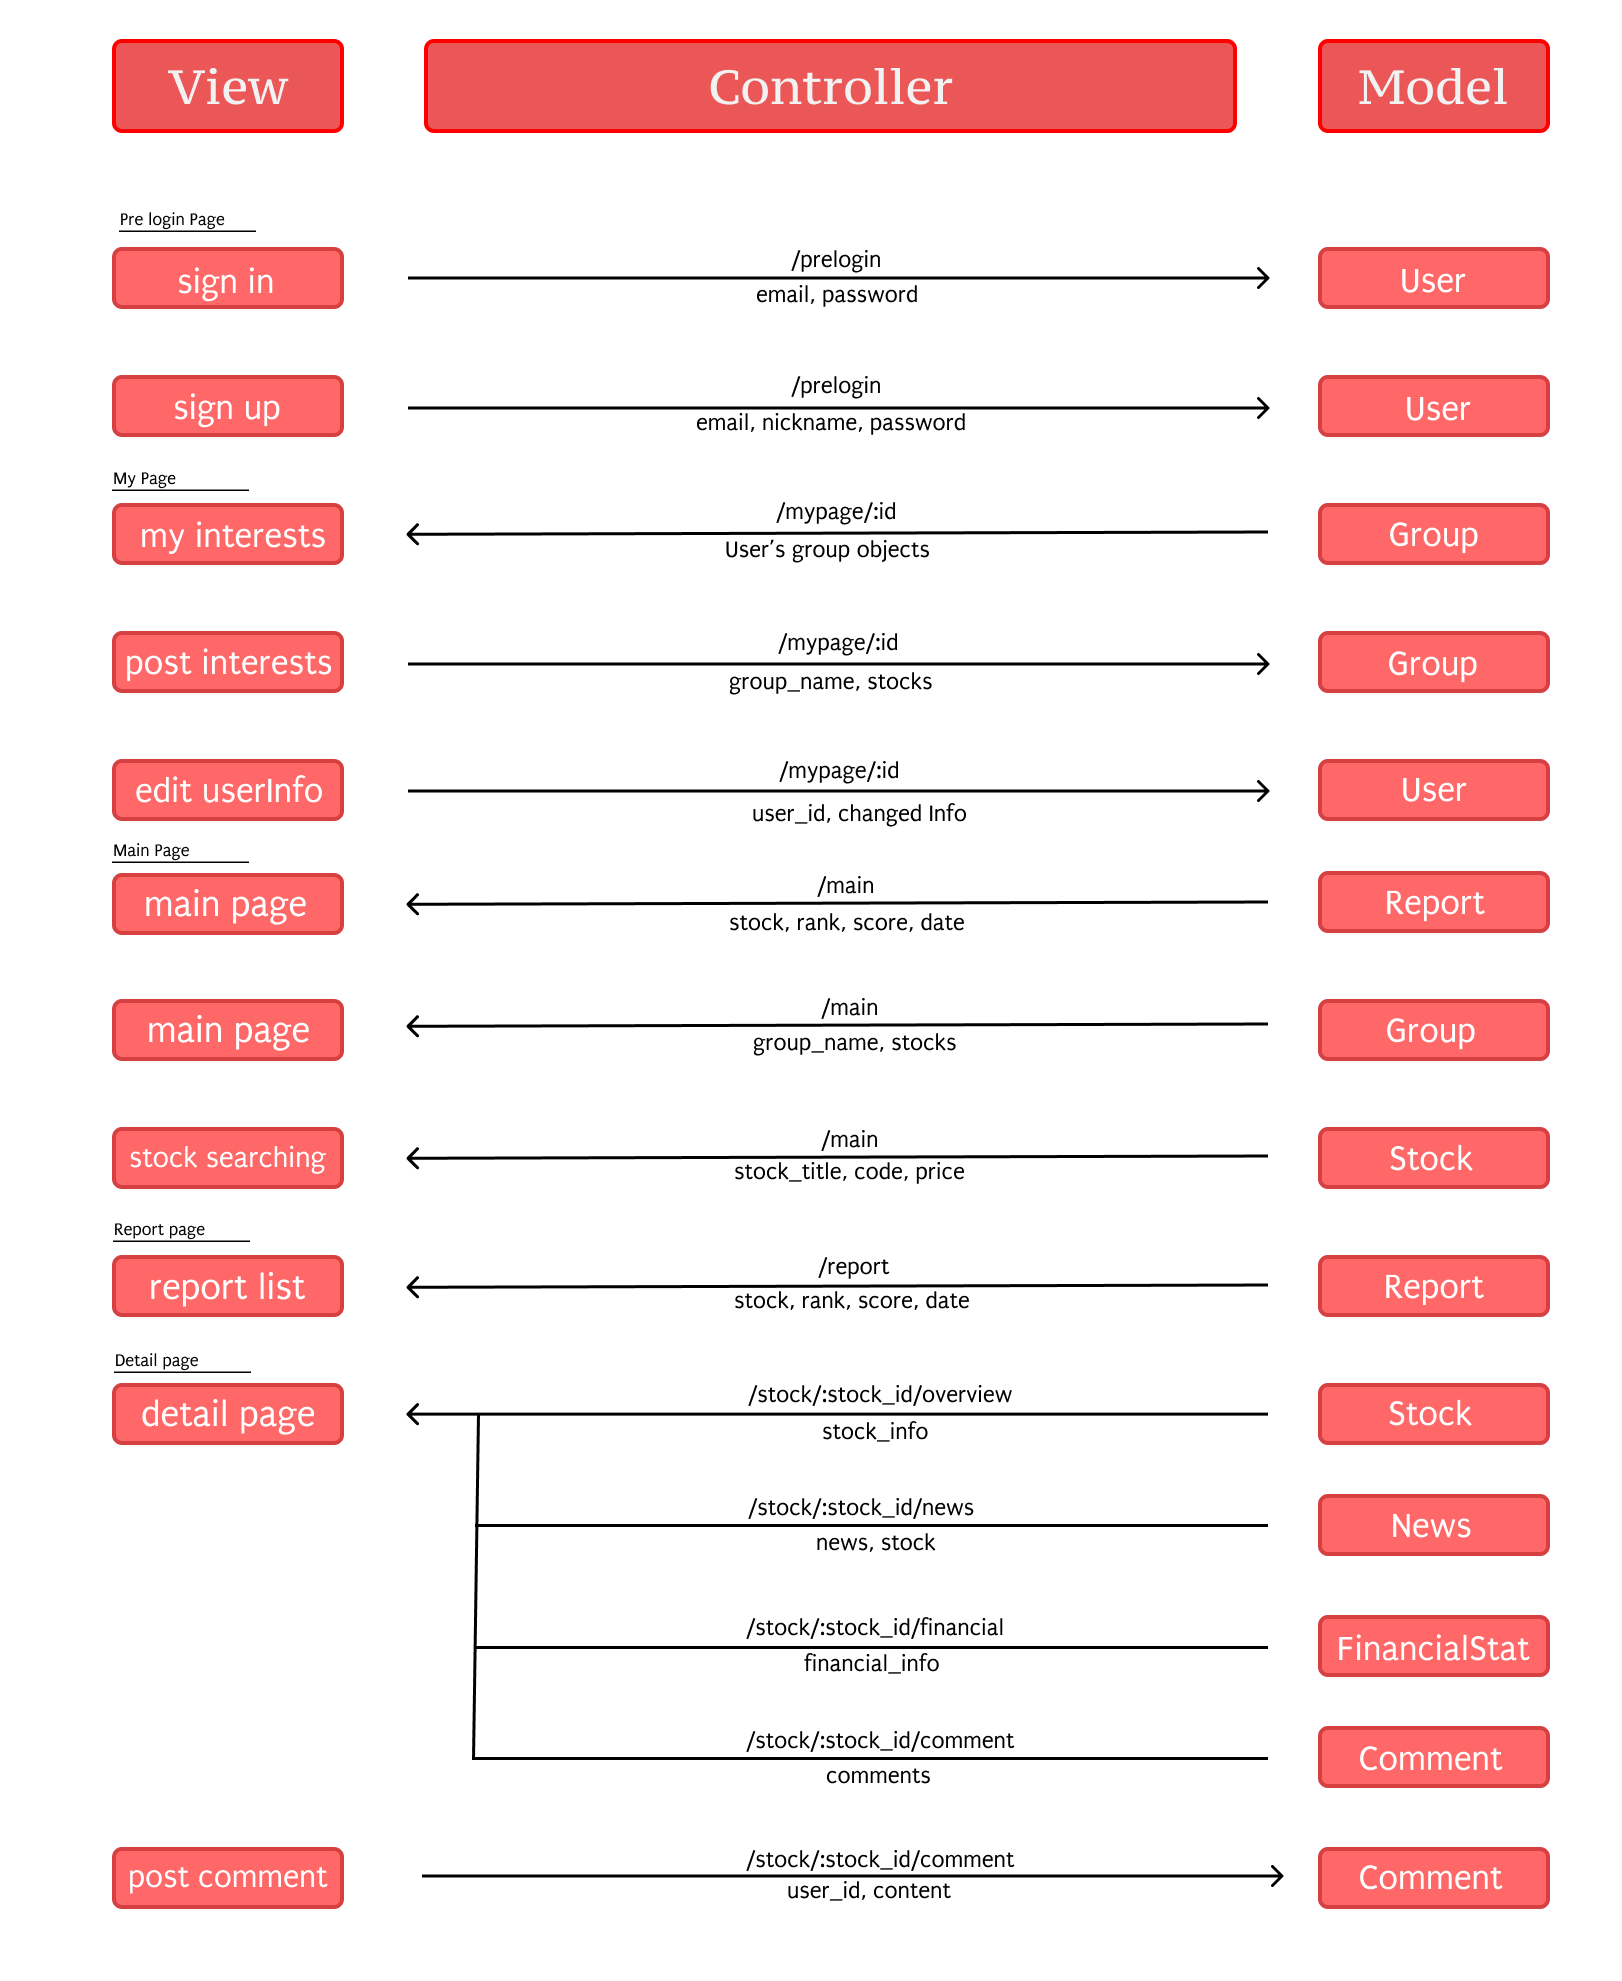 View
Controller
Model
Pre login Page
sign in
/prelogin
email, password
User
sign up
/prelogin
email, nickname, password
User
My Page
my interests
/mypage/:id
User's group objects
Group
post interests
/mypage/:id
group_name, stocks
Group
edit userInfo
/mypage/:id
user_id, changed Info
User
Main Page
main page
/main
stock, rank, score, date
Report
main page
/main
group_name, stocks
Group
stock searching
/main
stock_title, code, price
Stock
Report page
report list
/report
stock, rank, score, date
Report
Detail page
detail page
/stock/:stock_id/overview
stock_info
Stock
/stock/:stock_id/news
news, stock
News
/stock/:stock_id/financial
financial_info
FinancialStat
/stock/:stock_id/comment
comments
Comment
post comment
/stock/:stock_id/comment
user_id, content
Comment